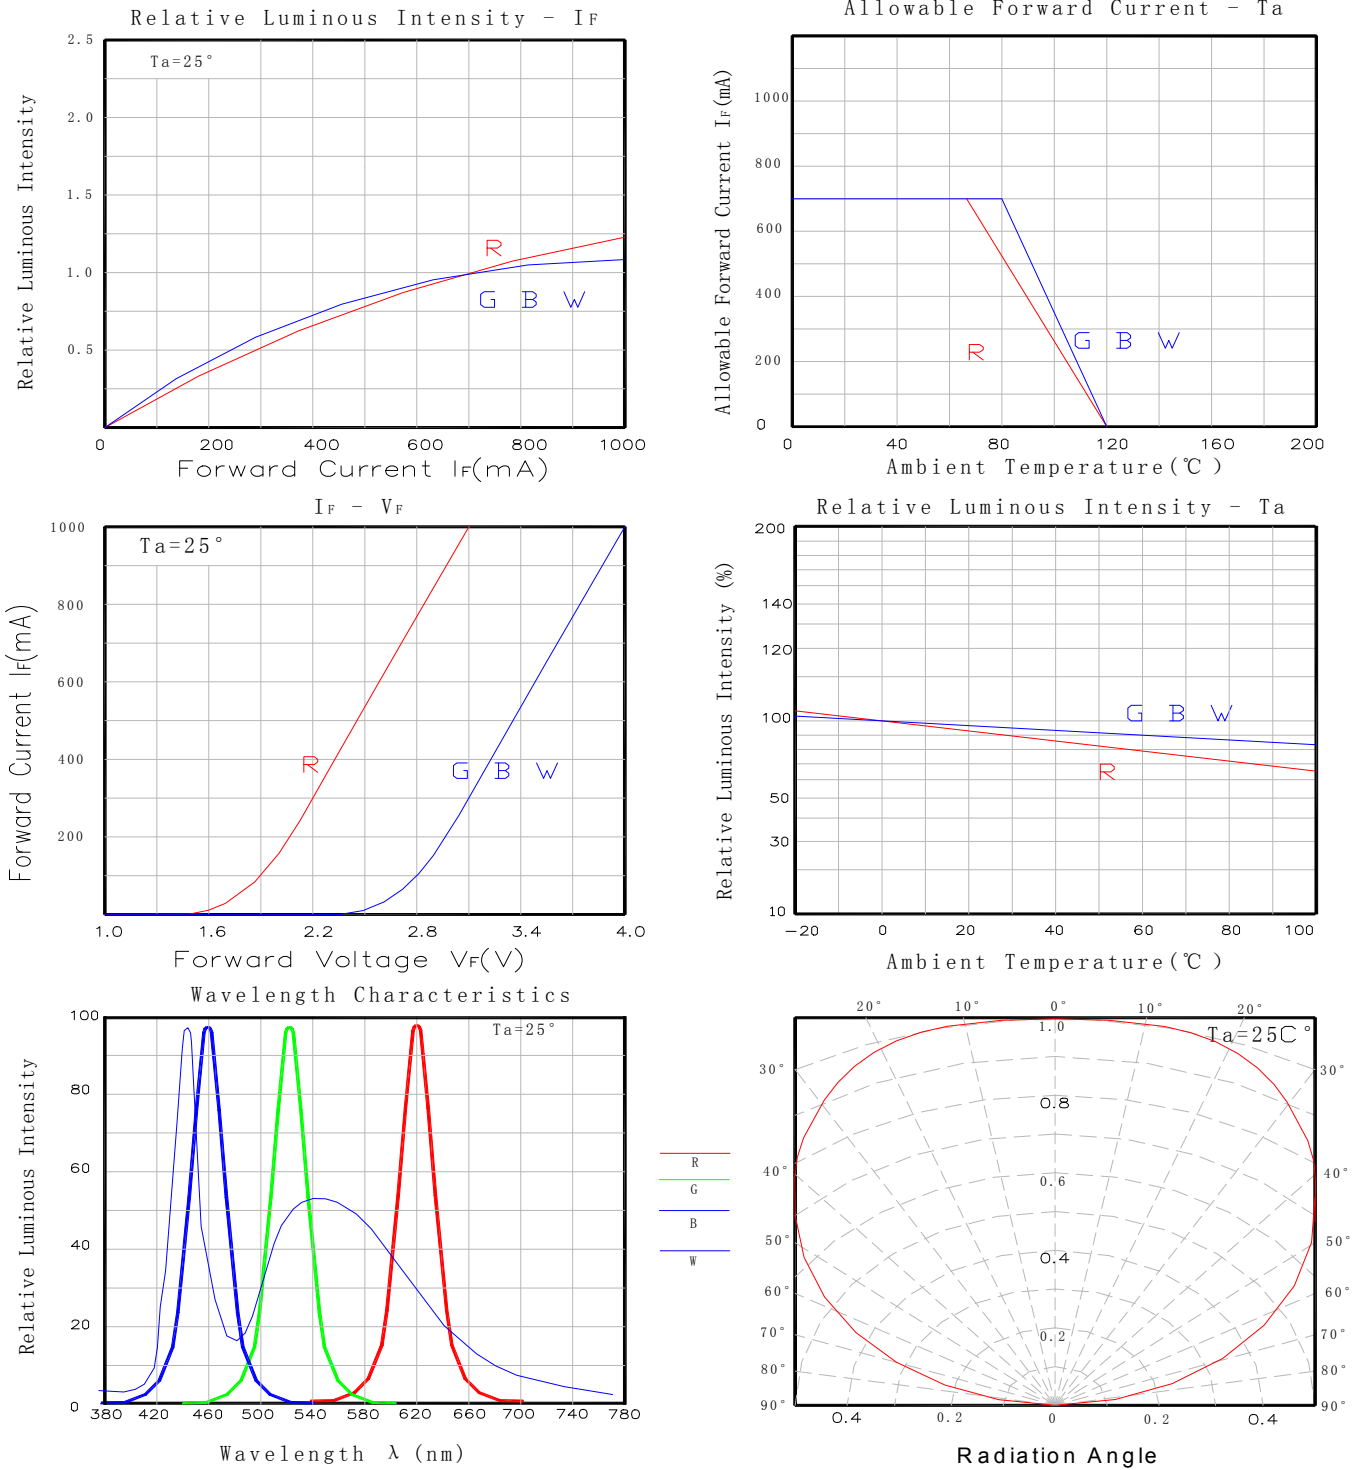 Relative Luminous Intensity - IF
Ta=25°
Relative Luminous Intensity
2.5
2.0
1.5
1.0
0.5
R
G B W
0 200 400 600 800 1000
Forward Current IF(mA)
Allowable Forward Current - Ta
Allowable Forward Current IF(mA)
1000
800
600
400
200
0
R
G B W
0 40 80 120 160 200
Ambient Temperature(℃)
IF - VF
Ta=25°
Forward Current IF(mA)
1000
800
600
400
200
R
G B W
1.0 1.6 2.2 2.8 3.4 4.0
Forward Voltage VF(V)
Relative Luminous Intensity - Ta
Relative Luminous Intensity (%)
200
140
120
100
50
30
10
G B W
R
-20 0 20 40 60 80 100
Ambient Temperature(℃)
Wavelength Characteristics
Ta=25°
Relative Luminous Intensity
100
80
60
40
20
0
380 420 460 500 540 580 620 660 700 740 780
Wavelength λ (nm)
R
G
B
W
20° 10° 0° 10° 20°
Ta=25C°
1.0
30° 30°
0.8
40° 0.6 40°
50° 0.4 50°
60° 60°
70° 0.2 70°
80° 80°
90° 90°
0.4 0.2 0 0.2 0.4
Radiation Angle